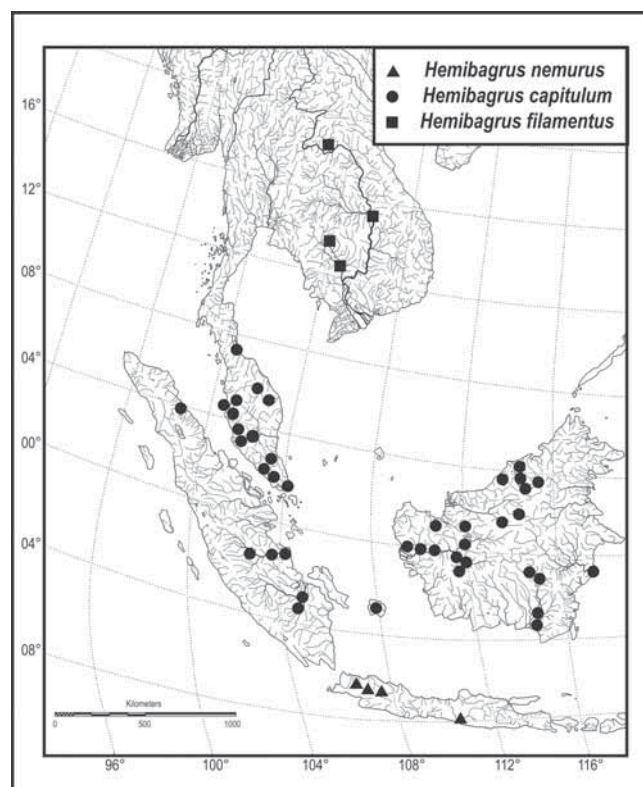 Hemibagrus nemurus
Hemibagrus capitulum
Hemibagrus filamentus
16°
12°
08°
04°
00°
04°
08°
Kilometers
0 500 1000
96° 100° 104° 108° 112° 116°